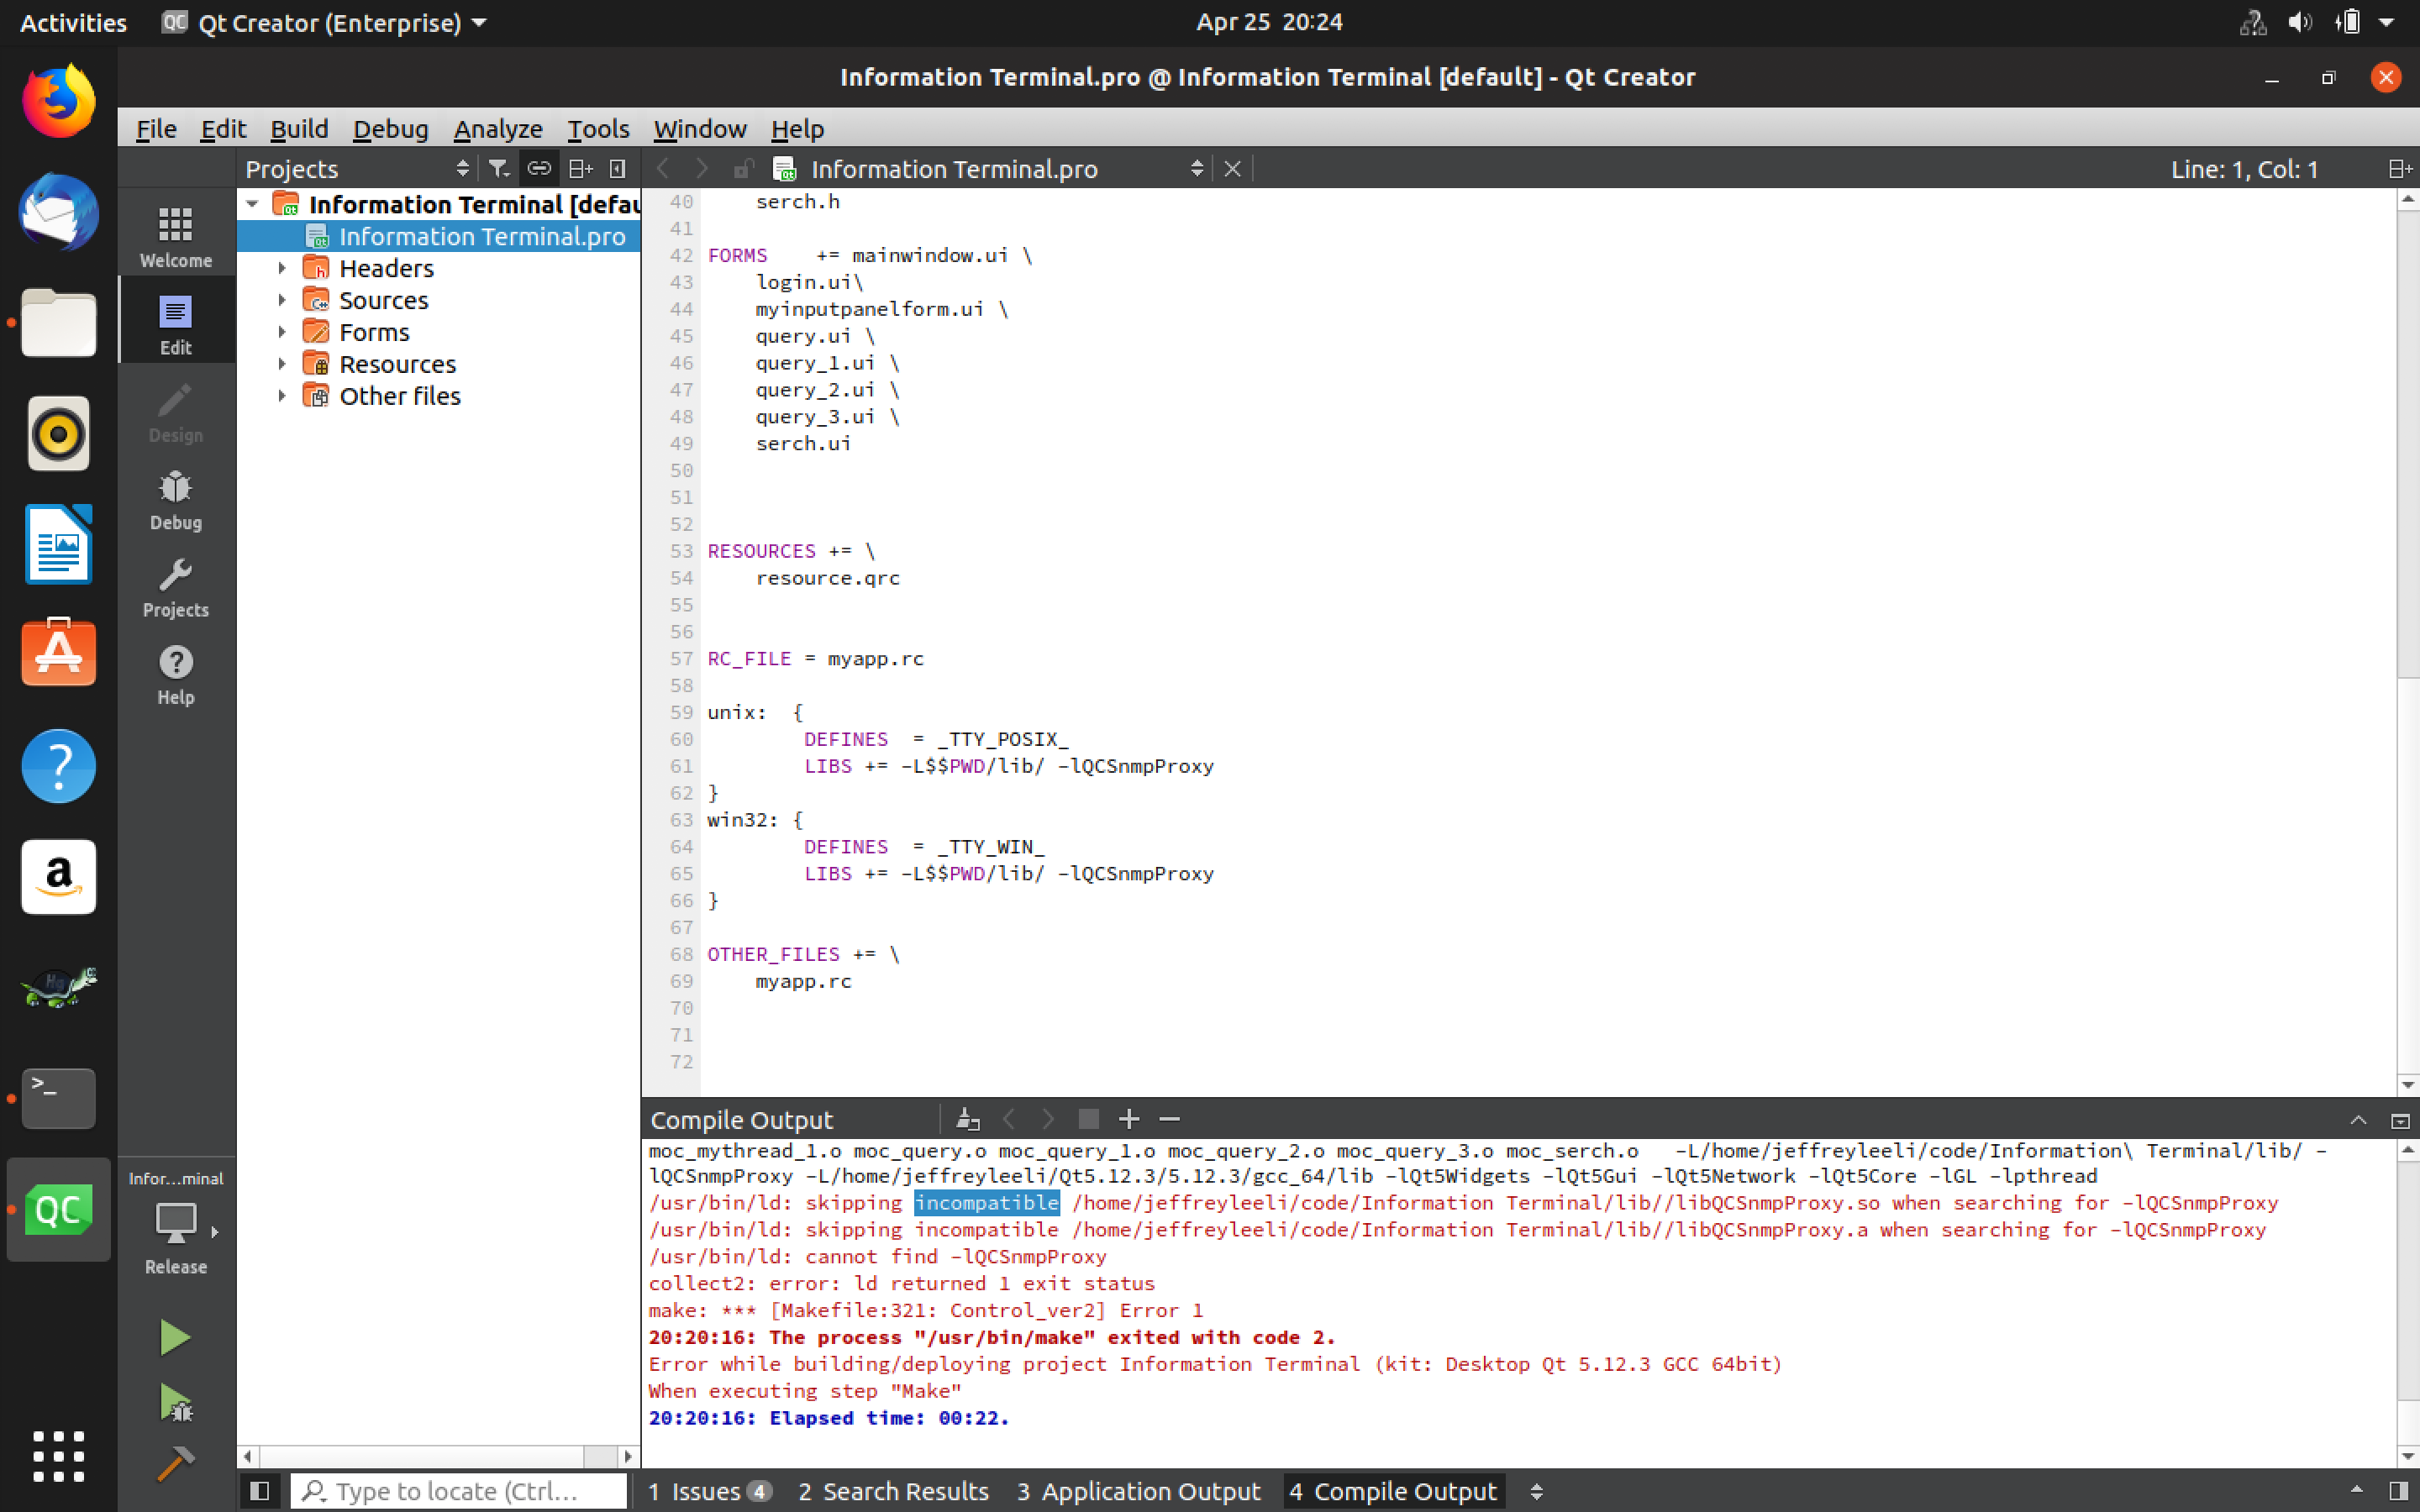 Activities
QC Qt Creator (Enterprise)
Apr 25 20:24
Information Terminal.pro @ Information Terminal [default] - Qt Creator
File Edit Build Debug Analyze Tools Window Help
Projects
Information Terminal.pro
Line: 1, Col: 1
Welcome
Edit
Design
Debug
Projects
Help
Information Terminal [defau
Information Terminal.pro
Headers
Sources
Forms
Resources
Other files
40 serch.h
41
42 FORMS += mainwindow.ui \
43 login.ui\
44 myinputpanelform.ui \
45 query.ui \
46 query_1.ui \
47 query_2.ui \
48 query_3.ui \
49 serch.ui
50
51
52
53 RESOURCES += \
54 resource.qrc
55
56
57 RC_FILE = myapp.rc
58
59 unix: {
60 DEFINES = _TTY_POSIX_
61 LIBS += -L$$PWD/lib/ -lQCSnmpProxy
62 }
63 win32: {
64 DEFINES = _TTY_WIN_
65 LIBS += -L$$PWD/lib/ -lQCSnmpProxy
66 }
67
68 OTHER_FILES += \
69 myapp.rc
70
71
72
Compile Output
moc_mythread_1.o moc_query.o moc_query_1.o moc_query_2.o moc_query_3.o moc_serch.o -L/home/jeffreyleeli/code/Information\ Terminal/lib/ -
lQCSnmpProxy -L/home/jeffreyleeli/Qt5.12.3/5.12.3/gcc_64/lib -lQt5Widgets -lQt5Gui -lQt5Network -lQt5Core -lGL -lpthread
/usr/bin/ld: skipping incompatible /home/jeffreyleeli/code/Information Terminal/lib//libQCSnmpProxy.so when searching for -lQCSnmpProxy
/usr/bin/ld: skipping incompatible /home/jeffreyleeli/code/Information Terminal/lib//libQCSnmpProxy.a when searching for -lQCSnmpProxy
/usr/bin/ld: cannot find -lQCSnmpProxy
collect2: error: ld returned 1 exit status
make: *** [Makefile:321: Control_ver2] Error 1
20:20:16: The process "/usr/bin/make" exited with code 2.
Error while building/deploying project Information Terminal (kit: Desktop Qt 5.12.3 GCC 64bit)
When executing step "Make"
20:20:16: Elapsed time: 00:22.
Infor...minal
Release
Type to locate (Ctrl...
1 Issues 4
2 Search Results
3 Application Output
4 Compile Output
a
Hg
>_
QC